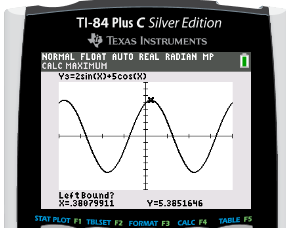 TI-84 Plus C Silver Edition
TEXAS INSTRUMENTS
NORMAL FLOAT AUTO REAL RADIAN MP
CALC MAXIMUM
Y3=2sin(X)+5cos(X)
LeftBound?
X=.38079911 Y=5.3851646
STAT PLOT F1 TBLSET F2 FORMAT F3 CALC F4 TABLE F5